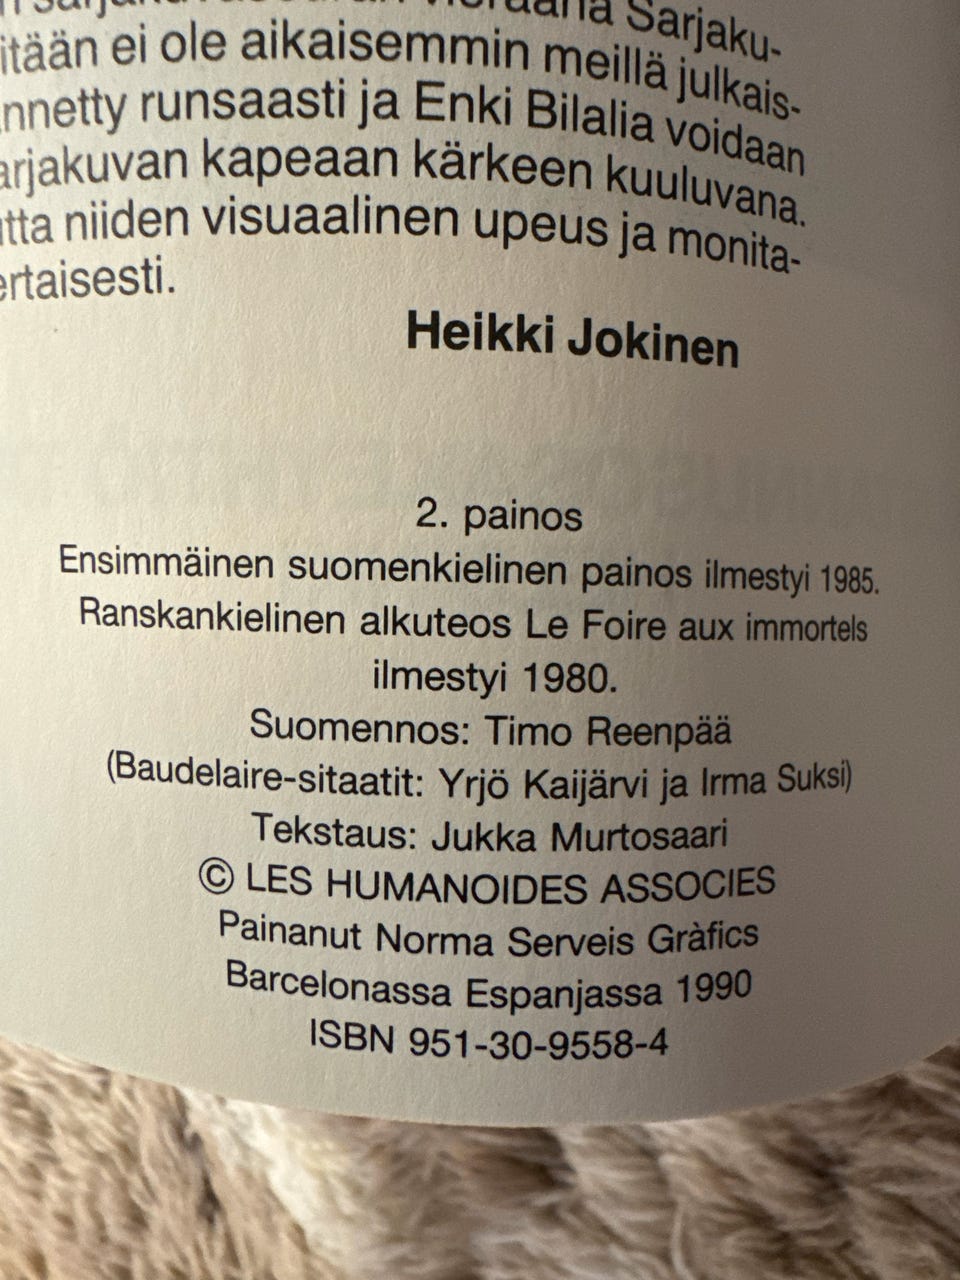 vieraana Sarjaku-
itään ei ole aikaisemmin meillä julkais-
nnetty runsaasti ja Enki Bilalia voidaan
arjakuvan kapeaan kärkeen kuuluvana.
tta niiden visuaalinen upeus ja monita-
ertaisesti.
Heikki Jokinen
2. painos
Ensimmäinen suomenkielinen painos ilmestyi 1985.
Ranskankielinen alkuteos Le Foire aux immortels
ilmestyi 1980.
Suomennos: Timo Reenpää
(Baudelaire-sitaatit: Yrjö Kaijärvi ja Irma Suksi)
Tekstaus: Jukka Murtosaari
© LES HUMANOIDES ASSOCIES
Painanut Norma Serveis Gràfics
Barcelonassa Espanjassa 1990
ISBN 951-30-9558-4